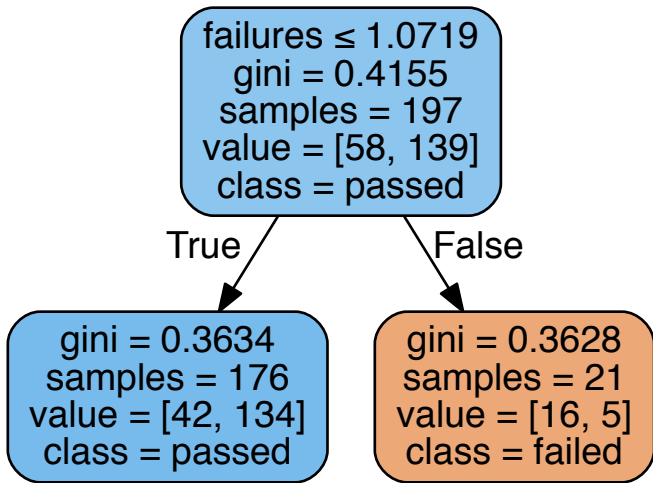 failures ≤ 1.0719
gini = 0.4155
samples = 197
value = [58, 139]
class = passed
True
False
gini = 0.3634
samples = 176
value = [42, 134]
class = passed
gini = 0.3628
samples = 21
value = [16, 5]
class = failed